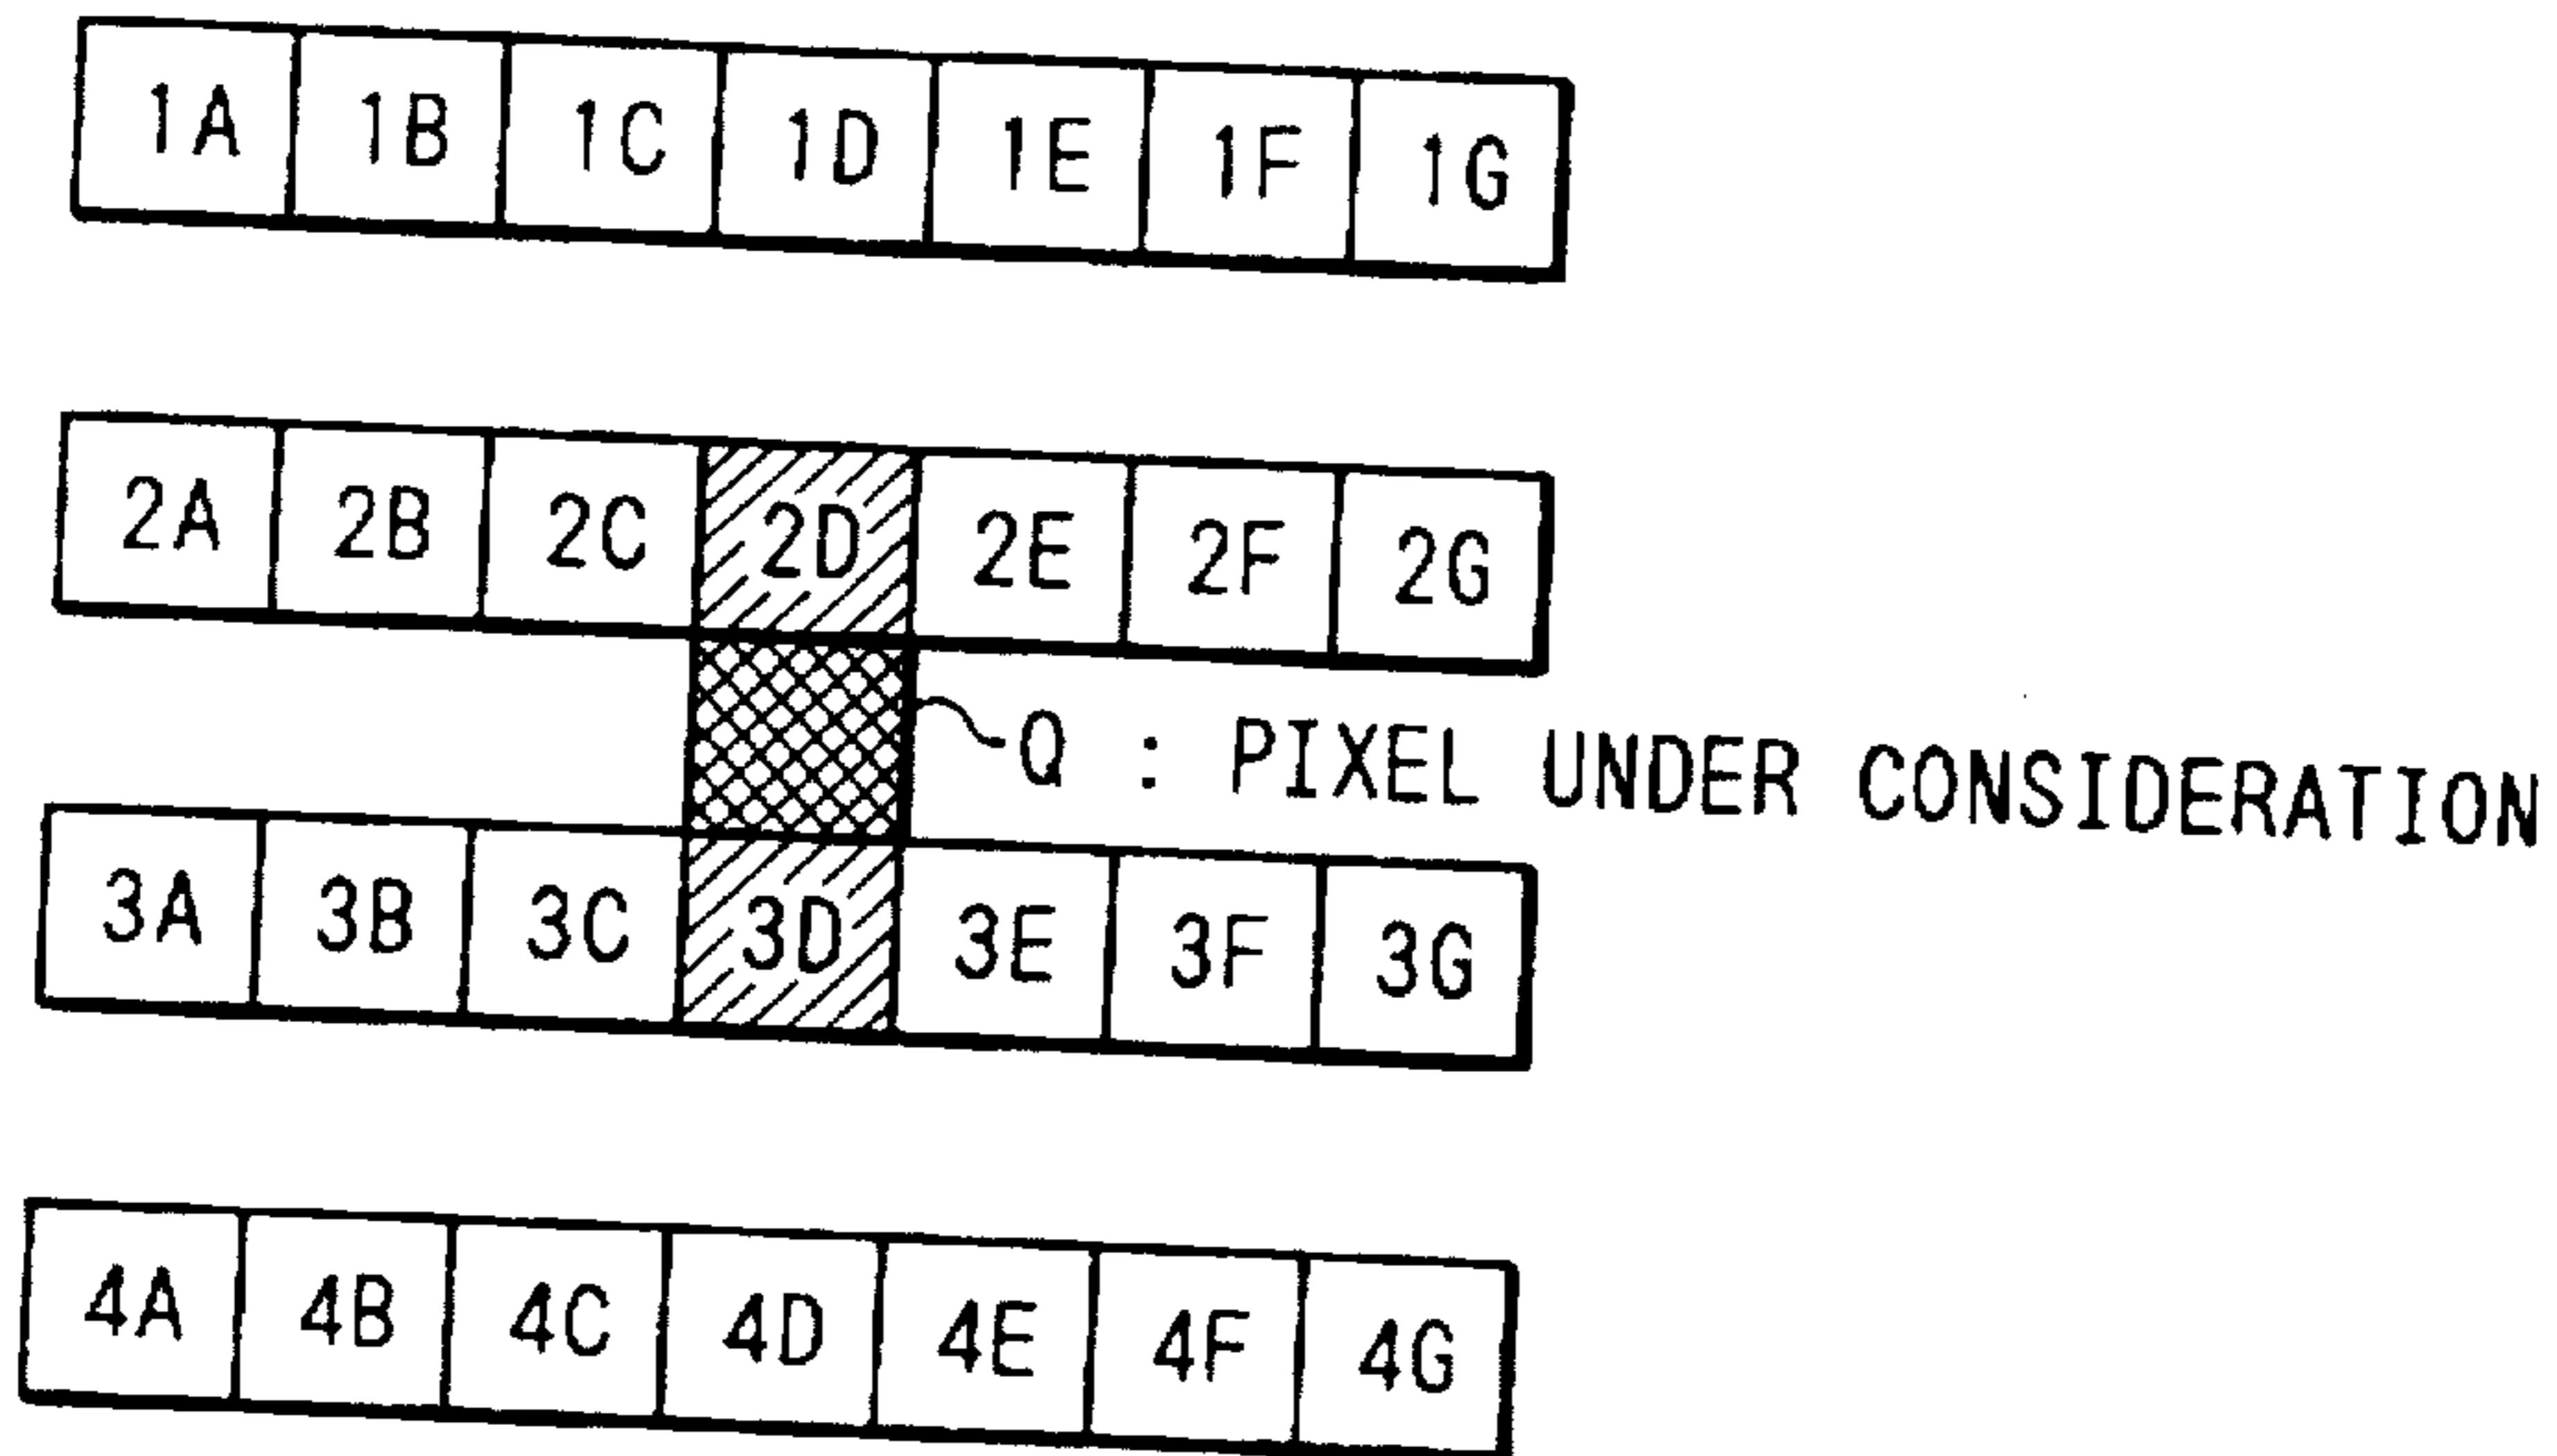 1A 1B 1C 1D 1E 1F 1G
2A 2B 2C 2D 2E 2F 2G
Q : PIXEL UNDER CONSIDERATION
3A 3B 3C 3D 3E 3F 3G
4A 4B 4C 4D 4E 4F 4G